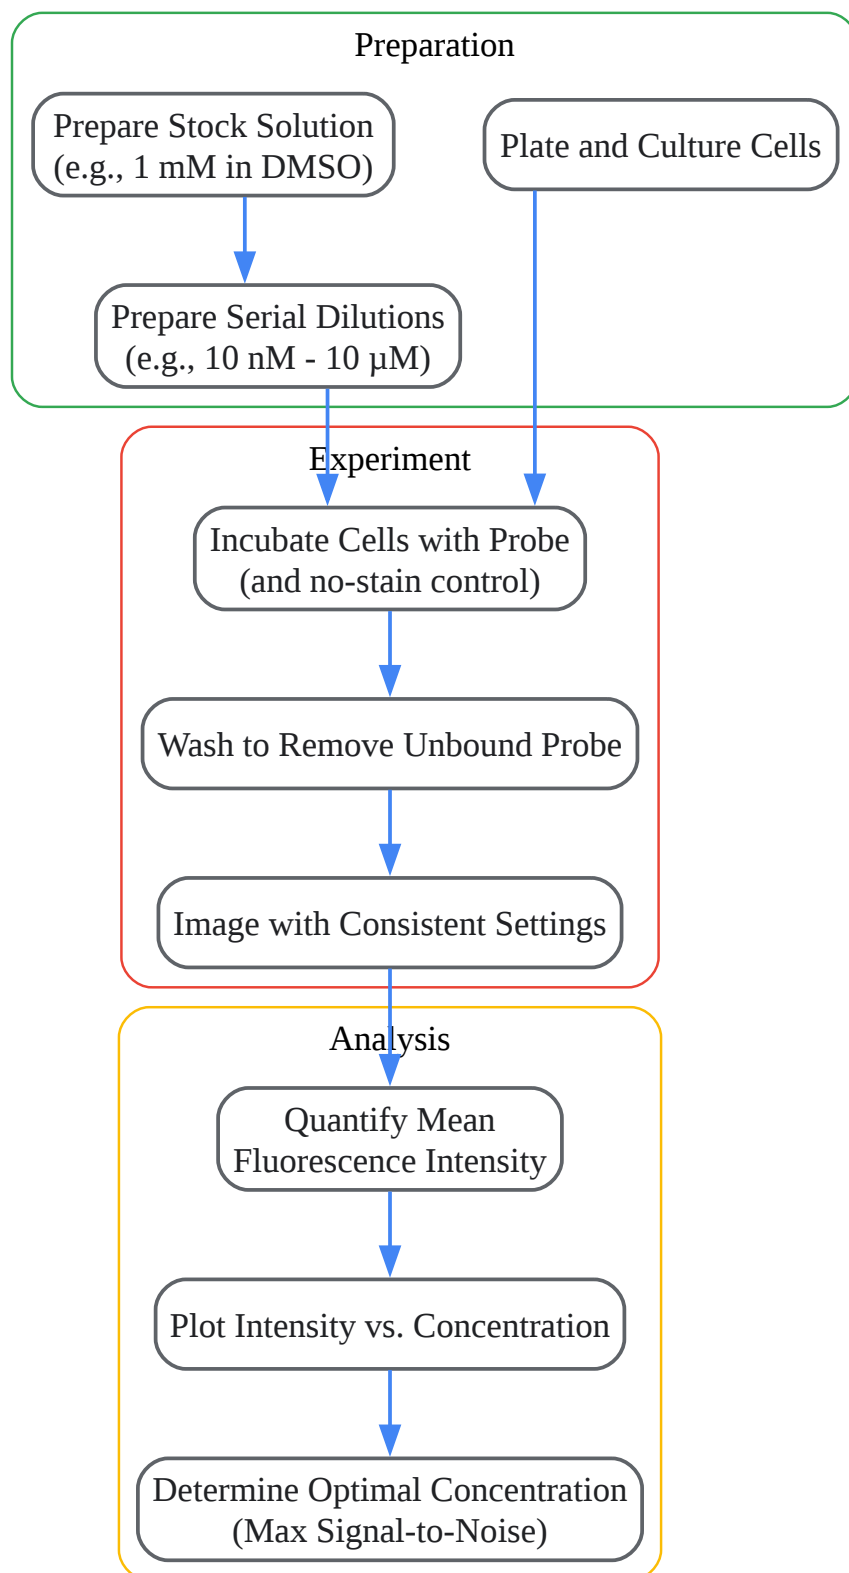 Preparation
Prepare Stock Solution
(e.g., 1 mM in DMSO)
Plate and Culture Cells
Prepare Serial Dilutions
(e.g., 10 nM - 10 µM)
Experiment
Incubate Cells with Probe
(and no-stain control)
Wash to Remove Unbound Probe
Image with Consistent Settings
Analysis
Quantify Mean
Fluorescence Intensity
Plot Intensity vs. Concentration
Determine Optimal Concentration
(Max Signal-to-Noise)